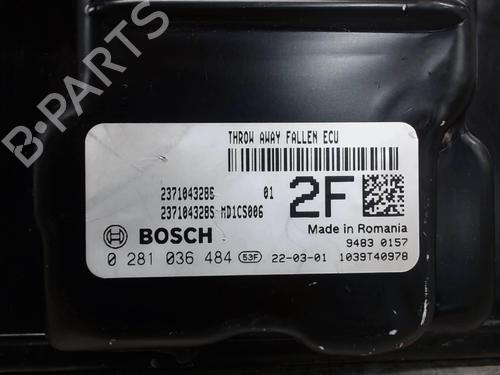 B-PARTS
THROW AWAY FALLEN ECU
237104328S 01
237104328S MD1CS006
2F
Made in Romania
BOSCH
9483 0157
0 281 036 484 53F 22-03-01 1039T40978